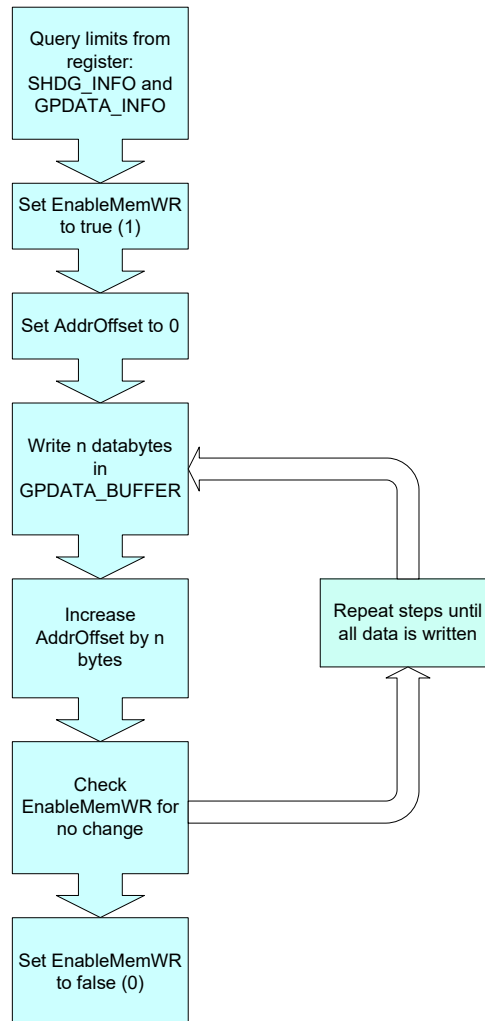 Query limits from
register:
SHDG_INFO and
GPDATA_INFO
Set EnableMemWR
to true (1)
Set AddrOffset to 0
Write n databytes
in
GPDATA_BUFFER
Increase
AddrOffset by n
bytes
Repeat steps until
all data is written
Check
EnableMemWR for
no change
Set EnableMemWR
to false (0)